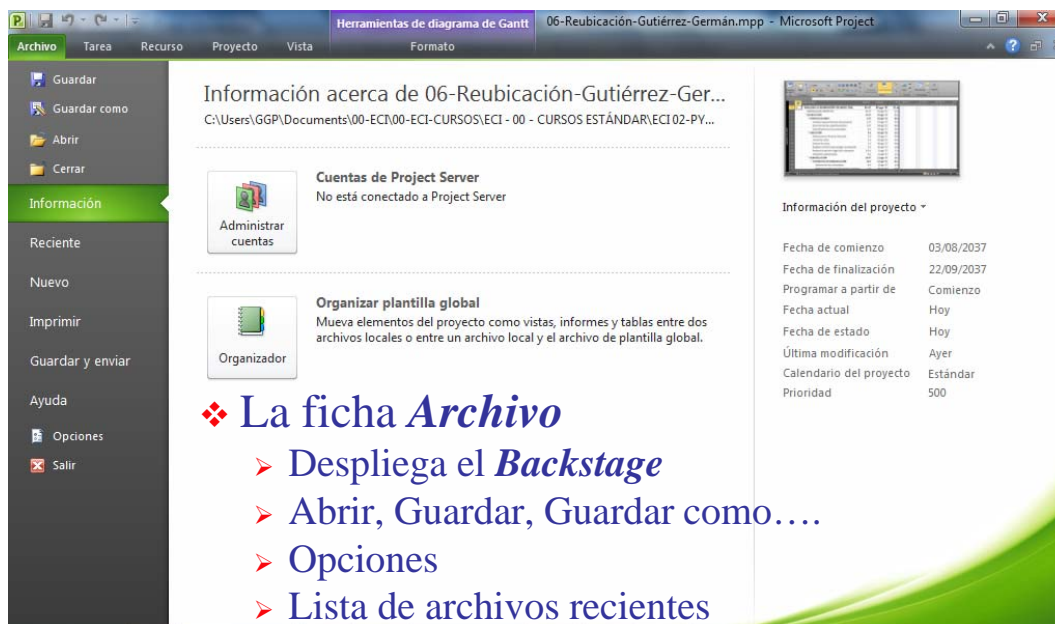 Herramientas de diagrama de Gantt
06-Reubicación-Gutiérrez-Germán.mpp - Microsoft Project
Archivo Tarea Recurso Proyecto Vista Formato
Guardar
Guardar como
Abrir
Cerrar
Información
Reciente
Nuevo
Imprimir
Guardar y enviar
Ayuda
Opciones
Salir
Información acerca de 06-Reubicación-Gutiérrez-Ger...
C:\Users\GGP\Documents\00-ECI\00-ECI-CURSOS\ECI - 00 - CURSOS ESTÁNDAR\ECI 02-PY...
Administrar
cuentas
Cuentas de Project Server
No está conectado a Project Server
Organizador
Organizar plantilla global
Mueva elementos del proyecto como vistas, informes y tablas entre dos
archivos locales o entre un archivo local y el archivo de plantilla global.
Información del proyecto
Fecha de comienzo 03/08/2037
Fecha de finalización 22/09/2037
Programar a partir de Comienzo
Fecha actual Hoy
Fecha de estado Hoy
Última modificación Ayer
Calendario del proyecto Estándar
Prioridad 500
❖ La ficha Archivo
➢ Despliega el Backstage
➢ Abrir, Guardar, Guardar como….
➢ Opciones
➢ Lista de archivos recientes